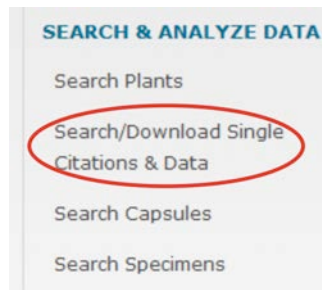 SEARCH & ANALYZE DATA
Search Plants
Search/Download Single
Citations & Data
Search Capsules
Search Specimens